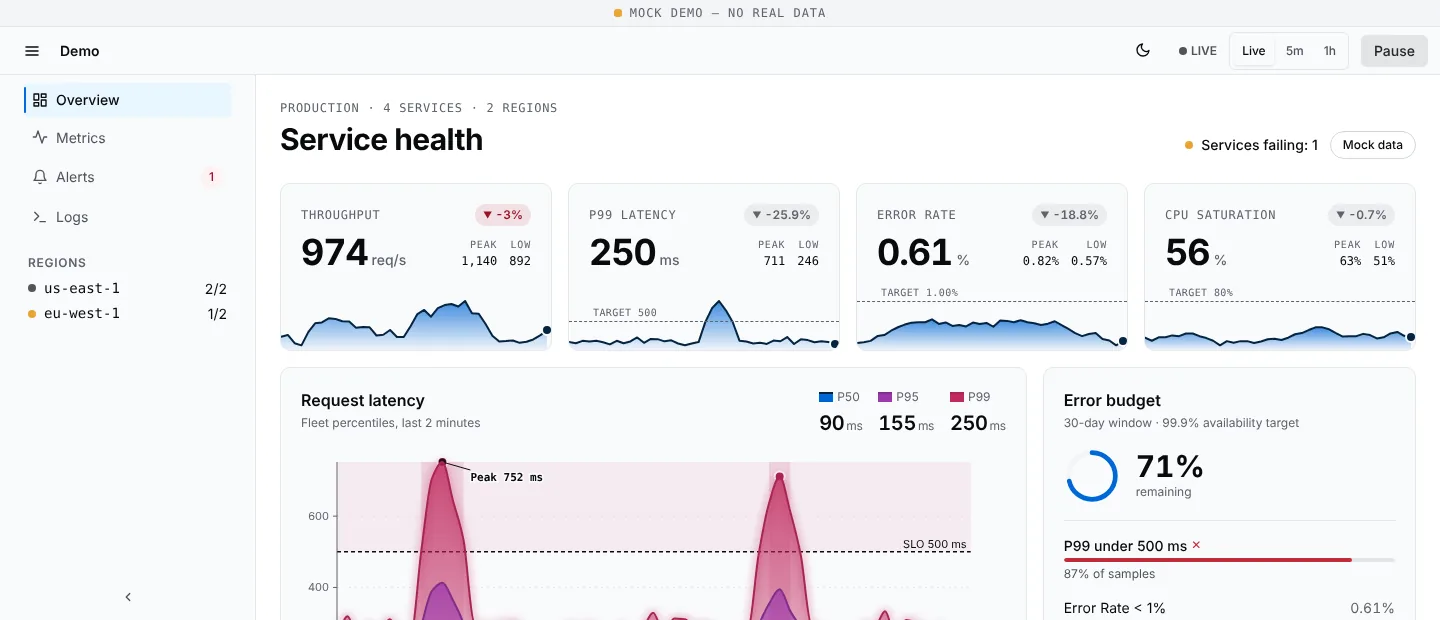 MOCK DEMO — NO REAL DATA
Demo
LIVE
Live 5m 1h
Pause
Overview
Metrics
Alerts 1
Logs
REGIONS
us-east-1 2/2
eu-west-1 1/2
PRODUCTION · 4 SERVICES · 2 REGIONS
Service health
Services failing: 1
Mock data
THROUGHPUT ▼ -3%
974 req/s
PEAK LOW
1,140 892
P99 LATENCY ▼ -25.9%
250 ms
PEAK LOW
711 246
TARGET 500
ERROR RATE ▼ -18.8%
0.61 %
PEAK LOW
0.82% 0.57%
TARGET 1.00%
CPU SATURATION ▼ -0.7%
56 %
PEAK LOW
63% 51%
TARGET 80%
Request latency
Fleet percentiles, last 2 minutes
P50 P95 P99
90 ms 155 ms 250 ms
Peak 752 ms
600
SLO 500 ms
400
Error budget
30-day window · 99.9% availability target
71%
remaining
P99 under 500 ms ×
87% of samples
Error Rate < 1% 0.61%